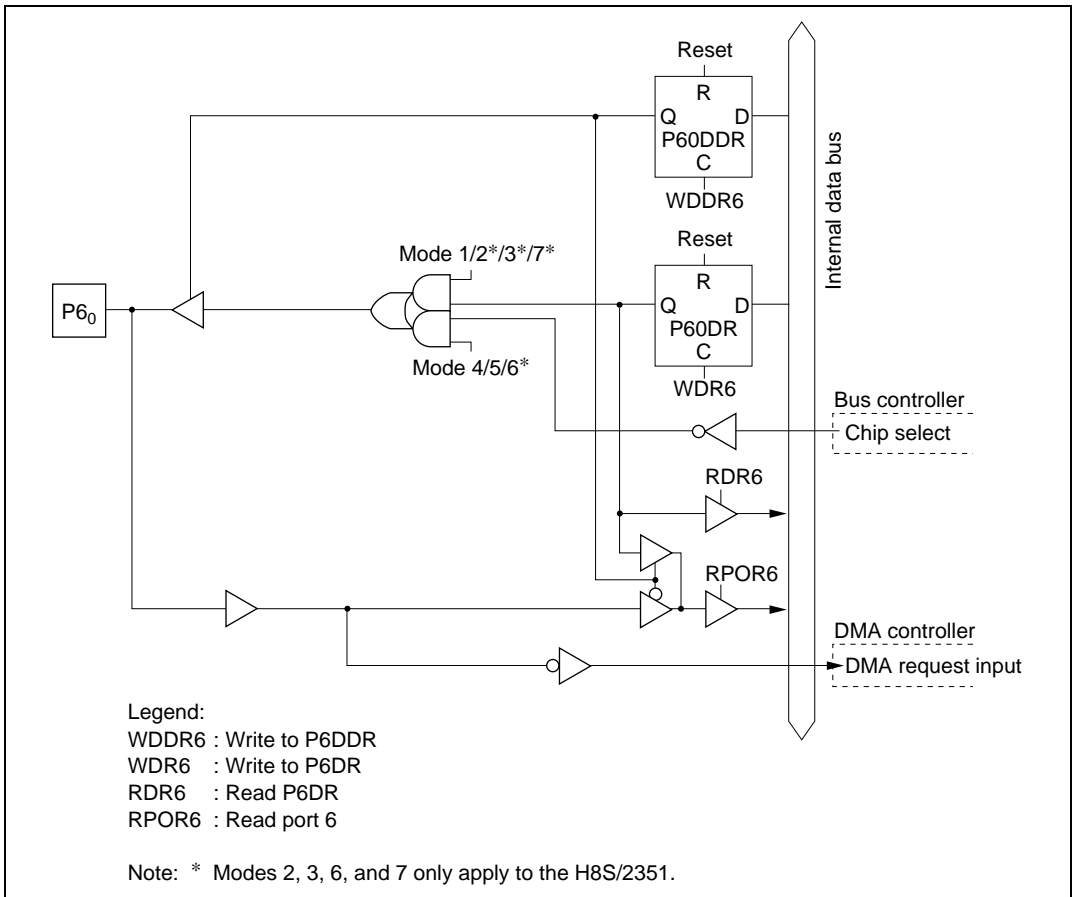 Reset
R
Q D
P60DDR
C
WDDR6
Internal data bus
Reset
Mode 1/2*/3*/7*
R
Q D
P60DR
C
WDR6
P6₀
Mode 4/5/6*
Bus controller
Chip select
RDR6
RPOR6
DMA controller
DMA request input
Legend:
WDDR6 : Write to P6DDR
WDR6 : Write to P6DR
RDR6 : Read P6DR
RPOR6 : Read port 6
Note: * Modes 2, 3, 6, and 7 only apply to the H8S/2351.